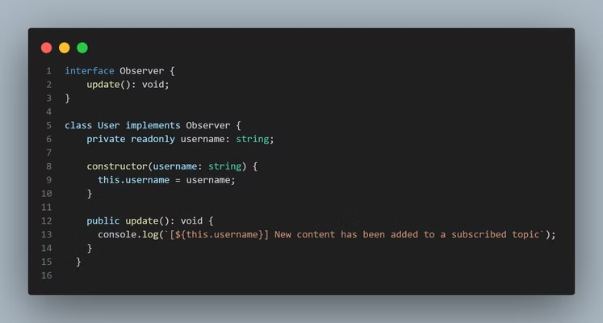 1 interface Observer {
2     update(): void;
3 }
4
5 class User implements Observer {
6     private readonly username: string;
7
8     constructor(username: string) {
9       this.username = username;
10     }
11
12     public update(): void {
13       console.log(`[${this.username}] New content has been added to a subscribed topic`);
14     }
15   }
16